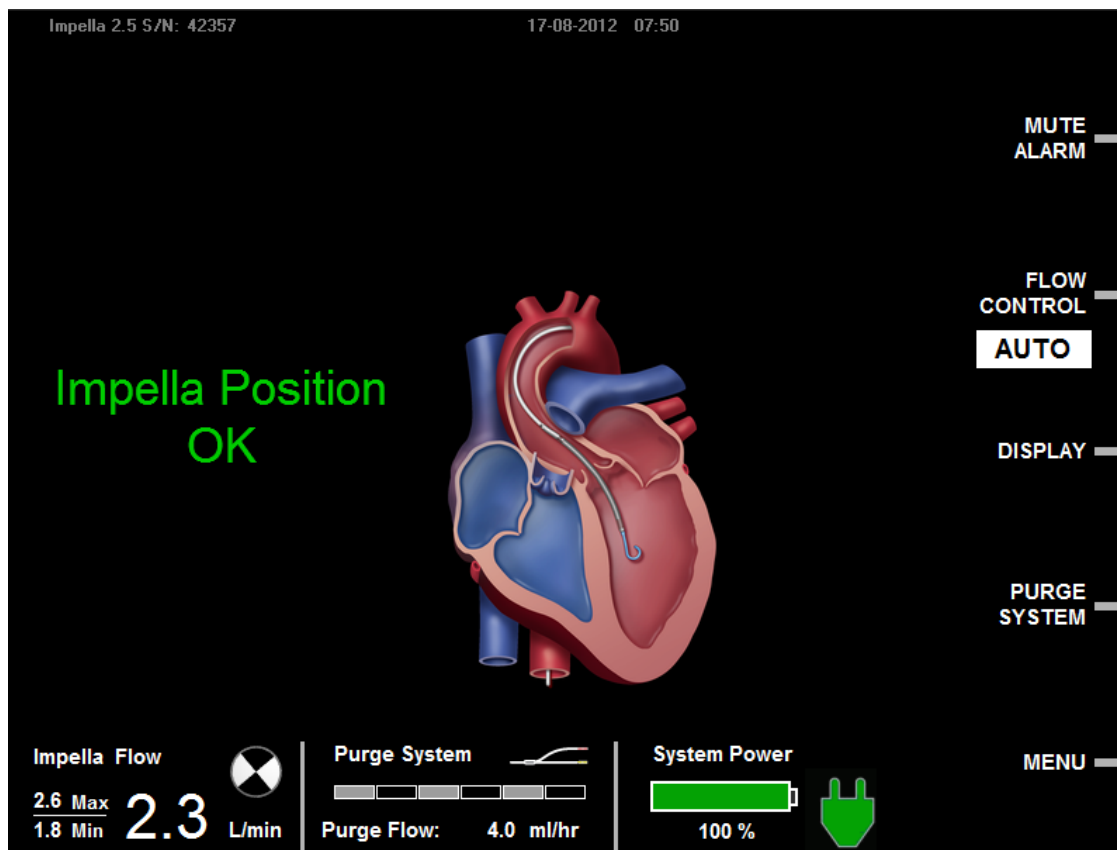 Impella 2.5 S/N: 42357
17-08-2012 07:50
MUTE
ALARM
FLOW
CONTROL
AUTO
Impella Position
OK
DISPLAY
PURGE
SYSTEM
MENU
Impella Flow
2.6 Max
1.8 Min
2.3
L/min
Purge System
Purge Flow: 4.0 ml/hr
System Power
100 %